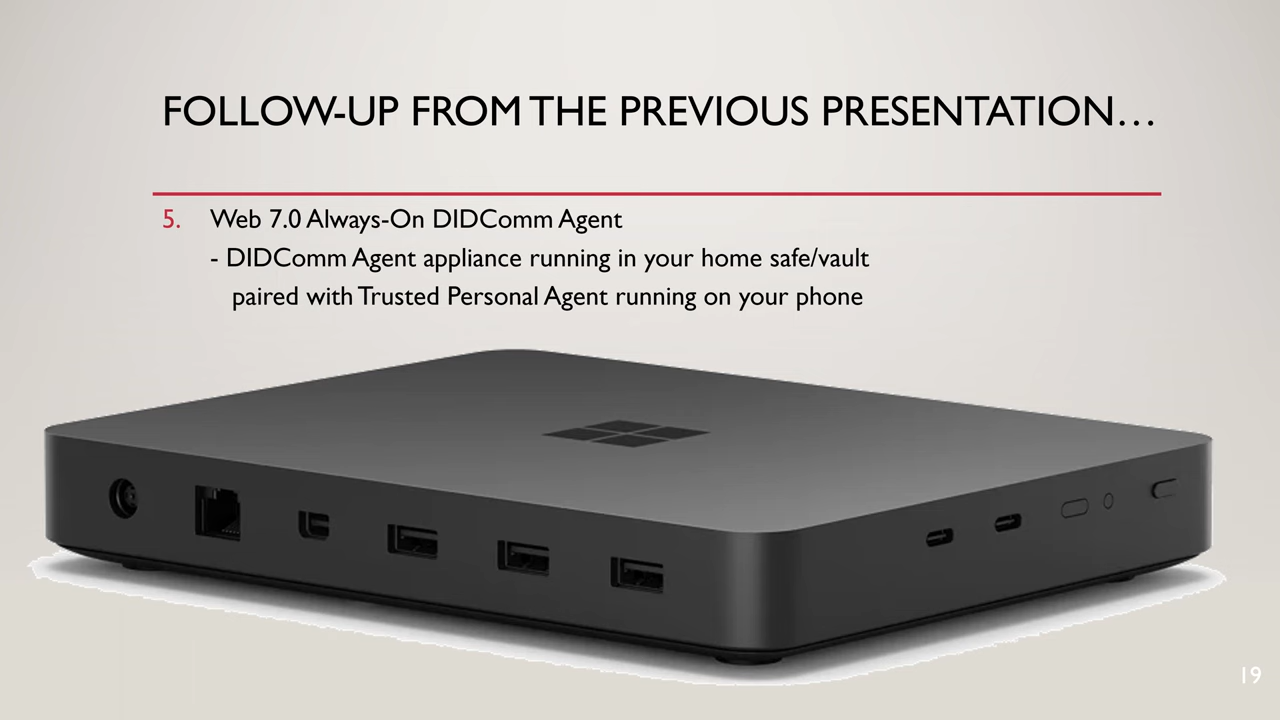 FOLLOW-UP FROM THE PREVIOUS PRESENTATION…
5. Web 7.0 Always-On DIDComm Agent
- DIDComm Agent appliance running in your home safe/vault
paired with Trusted Personal Agent running on your phone
19